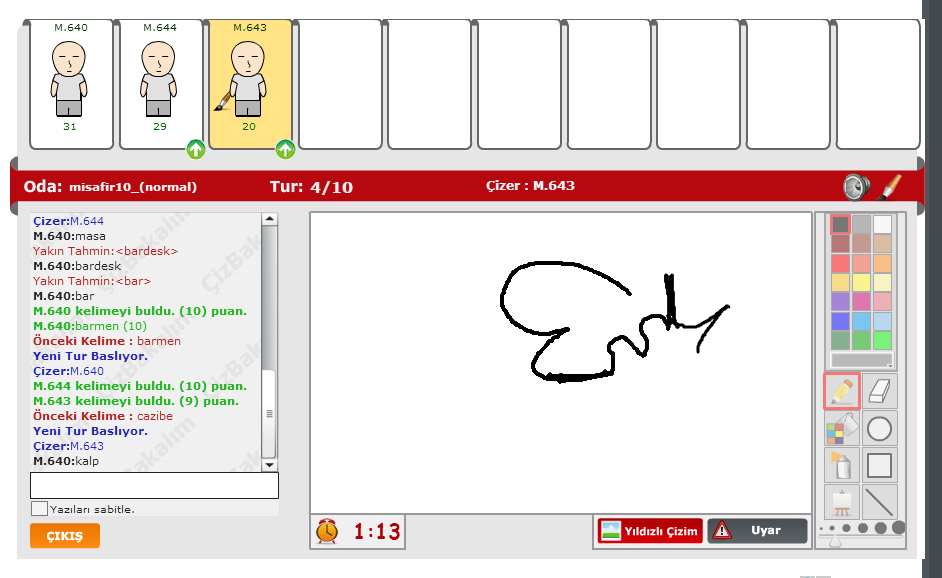 M.640
M.644
M.643
31
29
20
Oda: misafir10_(normal)
Tur: 4/10
Çizer : M.643
Çizer:M.644
M.640:masa
Yakın Tahmin:<bardesk>
M.640:bardesk
Yakın Tahmin:<bar>
M.640:bar
M.640 kelimeyi buldu. (10) puan.
M.640:barmen (10)
Önceki Kelime : barmen
Yeni Tur Baslıyor.
Çizer:M.640
M.644 kelimeyi buldu. (10) puan.
M.643 kelimeyi buldu. (9) puan.
Önceki Kelime : cazibe
Yeni Tur Baslıyor.
Çizer:M.643
M.640:kalp
ÇizBakalım
Yazıları sabitle.
ÇIKIŞ
1:13
Yıldızlı Çizim
Uyar